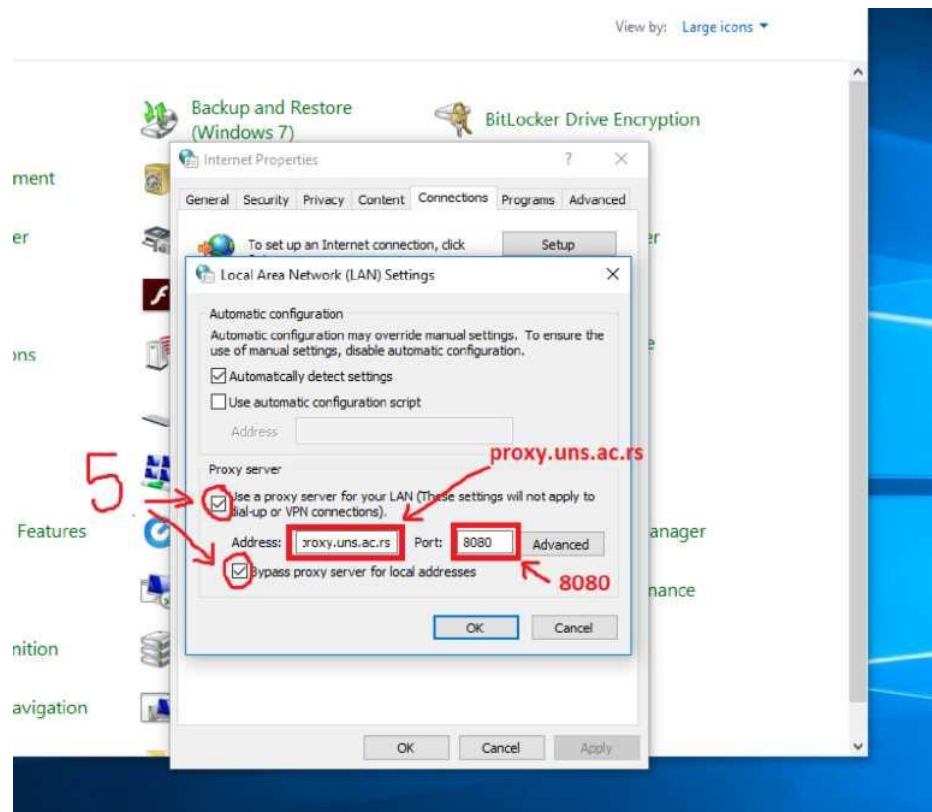 View by: Large icons
Backup and Restore
(Windows 7)
BitLocker Drive Encryption
Internet Properties
ment
General Security Privacy Content Connections Programs Advanced
er
To set up an Internet connection, click
Setup
er
Local Area Network (LAN) Settings
Automatic configuration
Automatic configuration may override manual settings. To ensure the
use of manual settings, disable automatic configuration.
ons
e
Automatically detect settings
Use automatic configuration script
Address
proxy.uns.ac.rs
Proxy server
5
Use a proxy server for your LAN (These settings will not apply to
dial-up or VPN connections).
Features
anager
Address: proxy.uns.ac.rs Port: 8080 Advanced
Bypass proxy server for local addresses
8080
nance
OK Cancel
nition
avigation
OK Cancel Apply